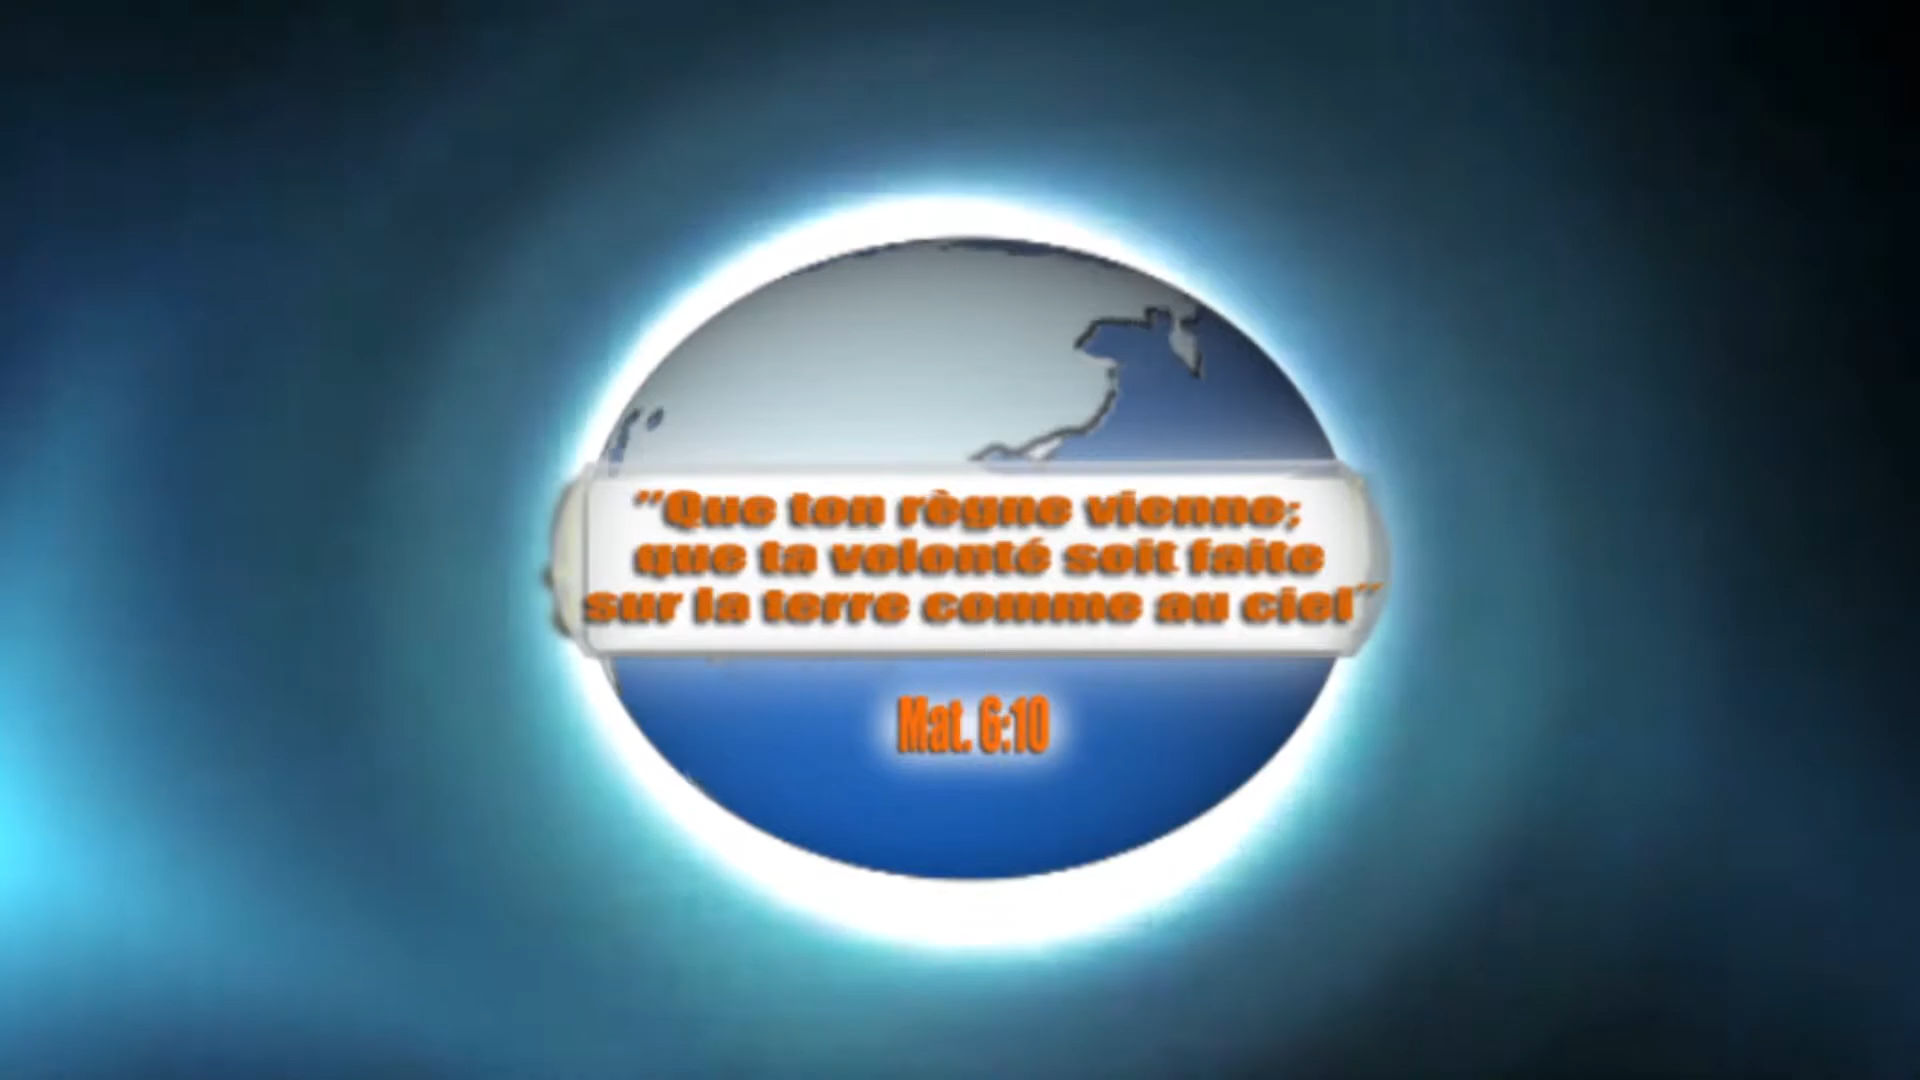 "Que ton règne vienne;
que ta volonté soit faite
sur la terre comme au ciel"
Mat. 6:10